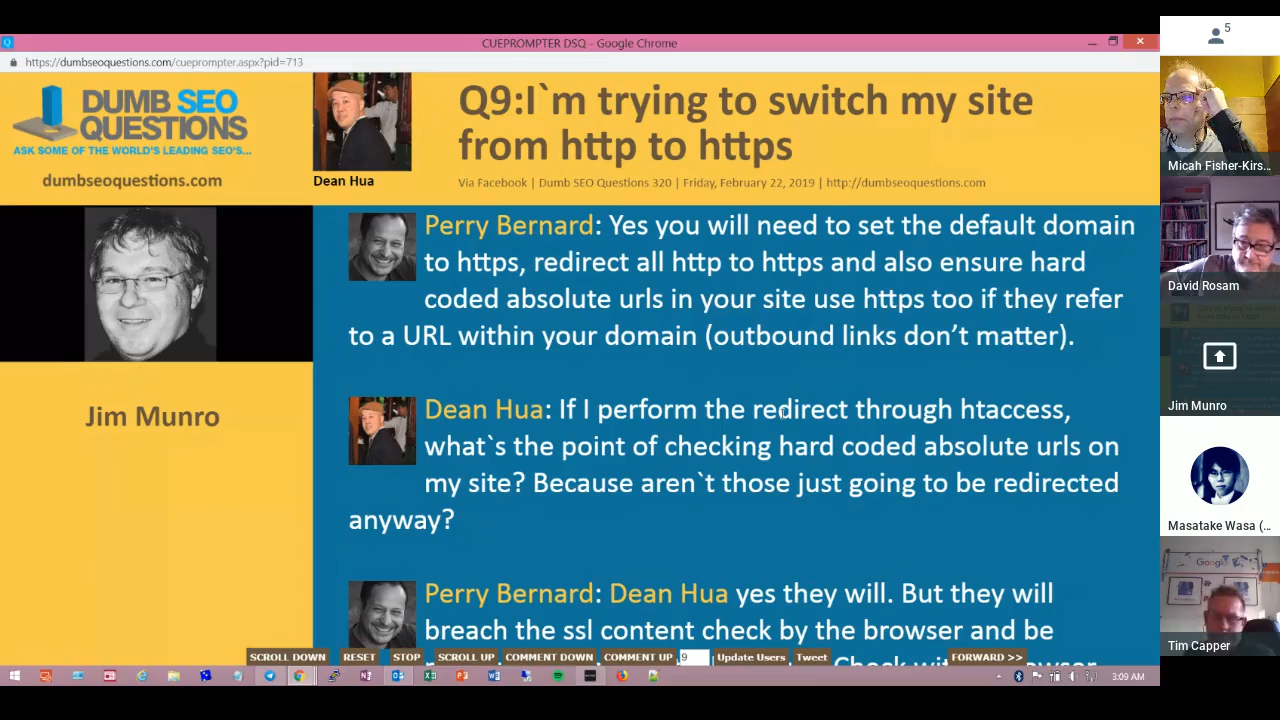 CUEPROMPTER DSQ - Google Chrome
https://dumbseoquestions.com/cueprompter.aspx?pid=713
DUMB SEO
QUESTIONS
ASK SOME OF THE WORLD'S LEADING SEO'S...
dumbseoquestions.com
Dean Hua
Q9:I`m trying to switch my site
from http to https
Via Facebook | Dumb SEO Questions 320 | Friday, February 22, 2019 | http://dumbseoquestions.com
Jim Munro
Perry Bernard: Yes you will need to set the default domain
to https, redirect all http to https and also ensure hard
coded absolute urls in your site use https too if they refer
to a URL within your domain (outbound links don’t matter).
Dean Hua: If I perform the redirect through htaccess,
what`s the point of checking hard coded absolute urls on
my site? Because aren`t those just going to be redirected
anyway?
Perry Bernard: Dean Hua yes they will. But they will
breach the ssl content check by the browser and be
SCROLL DOWN RESET STOP SCROLL UP COMMENT DOWN COMMENT UP 9 Update Users Tweet FORWARD >>
3:09 AM
5
Micah Fisher-Kirs...
David Rosam
Jim Munro
Masatake Wasa (...
Google
Tim Capper